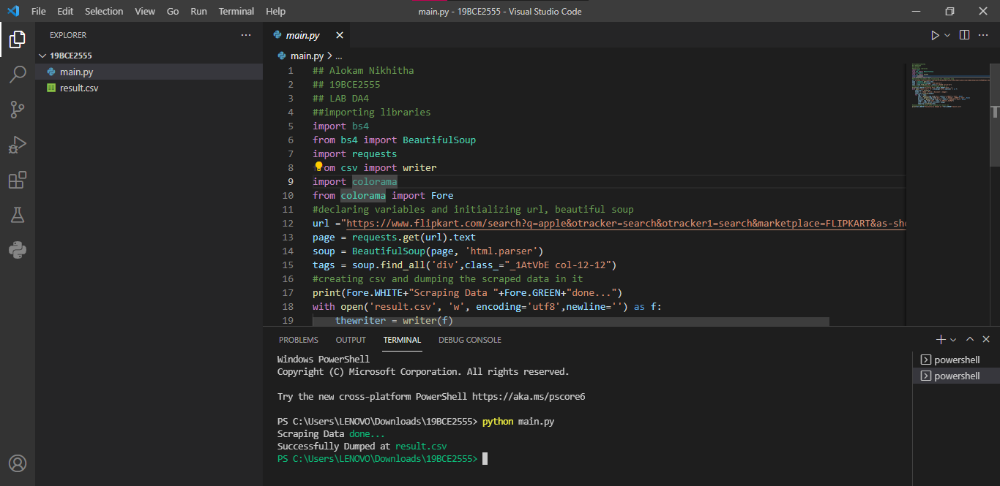 File Edit Selection View Go Run Terminal Help
main.py - 19BCE2555 - Visual Studio Code
EXPLORER
19BCE2555
main.py
result.csv
main.py
main.py > ...
1 ## Alokam Nikhitha
2 ## 19BCE2555
3 ## LAB DA4
4 ##importing libraries
5 import bs4
6 from bs4 import BeautifulSoup
7 import requests
8 from csv import writer
9 import colorama
10 from colorama import Fore
11 #declaring variables and initializing url, beautiful soup
12 url ="https://www.flipkart.com/search?q=apple&otracker=search&otracker1=search&marketplace=FLIPKART&as-sho
13 page = requests.get(url).text
14 soup = BeautifulSoup(page, 'html.parser')
15 tags = soup.find_all('div',class_="_1AtVbE col-12-12")
16 #creating csv and dumping the scraped data in it
17 print(Fore.WHITE+"Scraping Data "+Fore.GREEN+"done...")
18 with open('result.csv', 'w', encoding='utf8',newline='') as f:
19 thewriter = writer(f)
PROBLEMS OUTPUT TERMINAL DEBUG CONSOLE
Windows PowerShell
Copyright (C) Microsoft Corporation. All rights reserved.
Try the new cross-platform PowerShell https://aka.ms/pscore6
PS C:\Users\LENOVO\Downloads\19BCE2555> python main.py
Scraping Data done...
Successfully Dumped at result.csv
PS C:\Users\LENOVO\Downloads\19BCE2555>
powershell
powershell